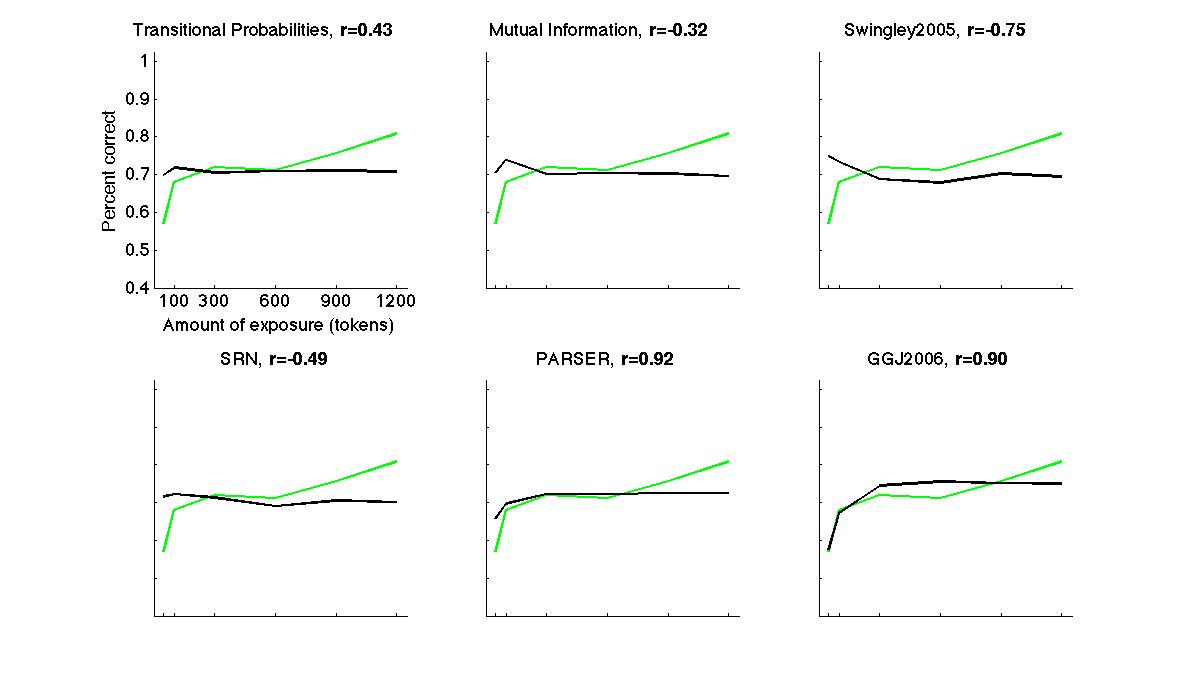 Transitional Probabilities, r=0.43
Mutual Information, r=-0.32
Swingley2005, r=-0.75
1
0.9
0.8
0.7
0.6
0.5
0.4
Percent correct
100 300 600 900 1200
Amount of exposure (tokens)
SRN, r=-0.49
PARSER, r=0.92
GGJ2006, r=0.90